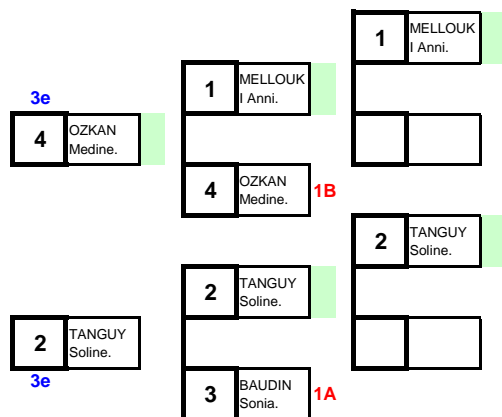 1 MELLOUK
I Anni.
1 MELLOUK
I Anni.
3e
4 OZKAN
Medine.
4 OZKAN
Medine.
1B
2 TANGUY
Soline.
2 TANGUY
Soline.
2 TANGUY
Soline.
3e
3 BAUDIN
Sonia.
1A